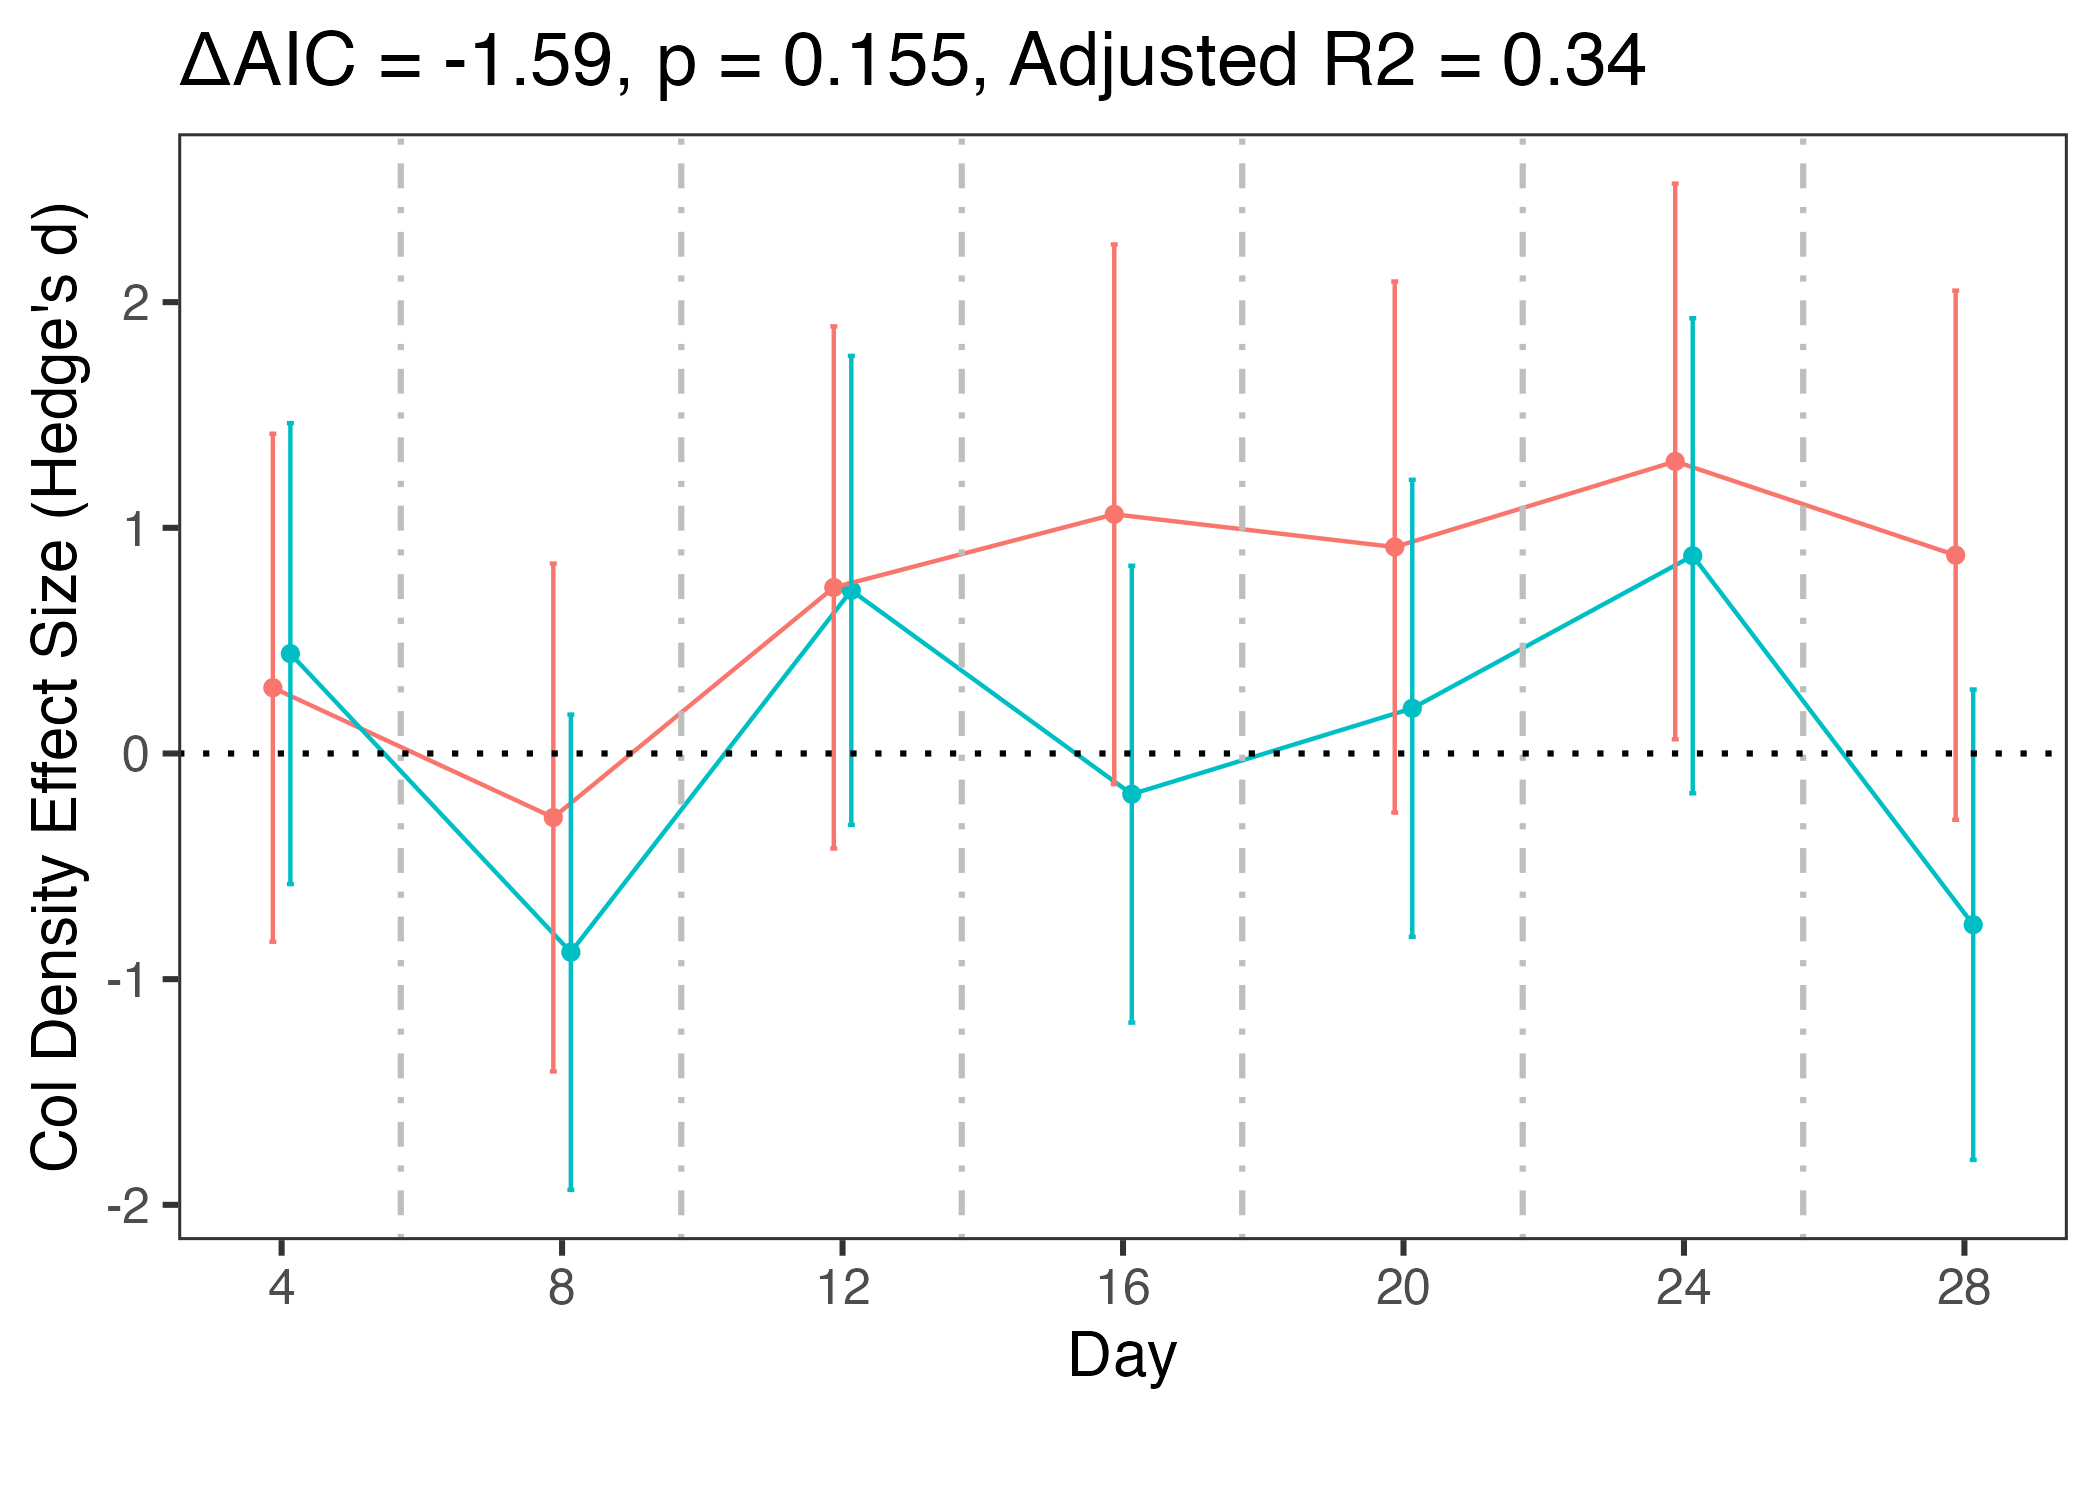 ΔAIC = -1.59, p = 0.155, Adjusted R2 = 0.34
Col Density Effect Size (Hedge's d)
2
1
0
-1
-2
4 8 12 16 20 24 28
Day